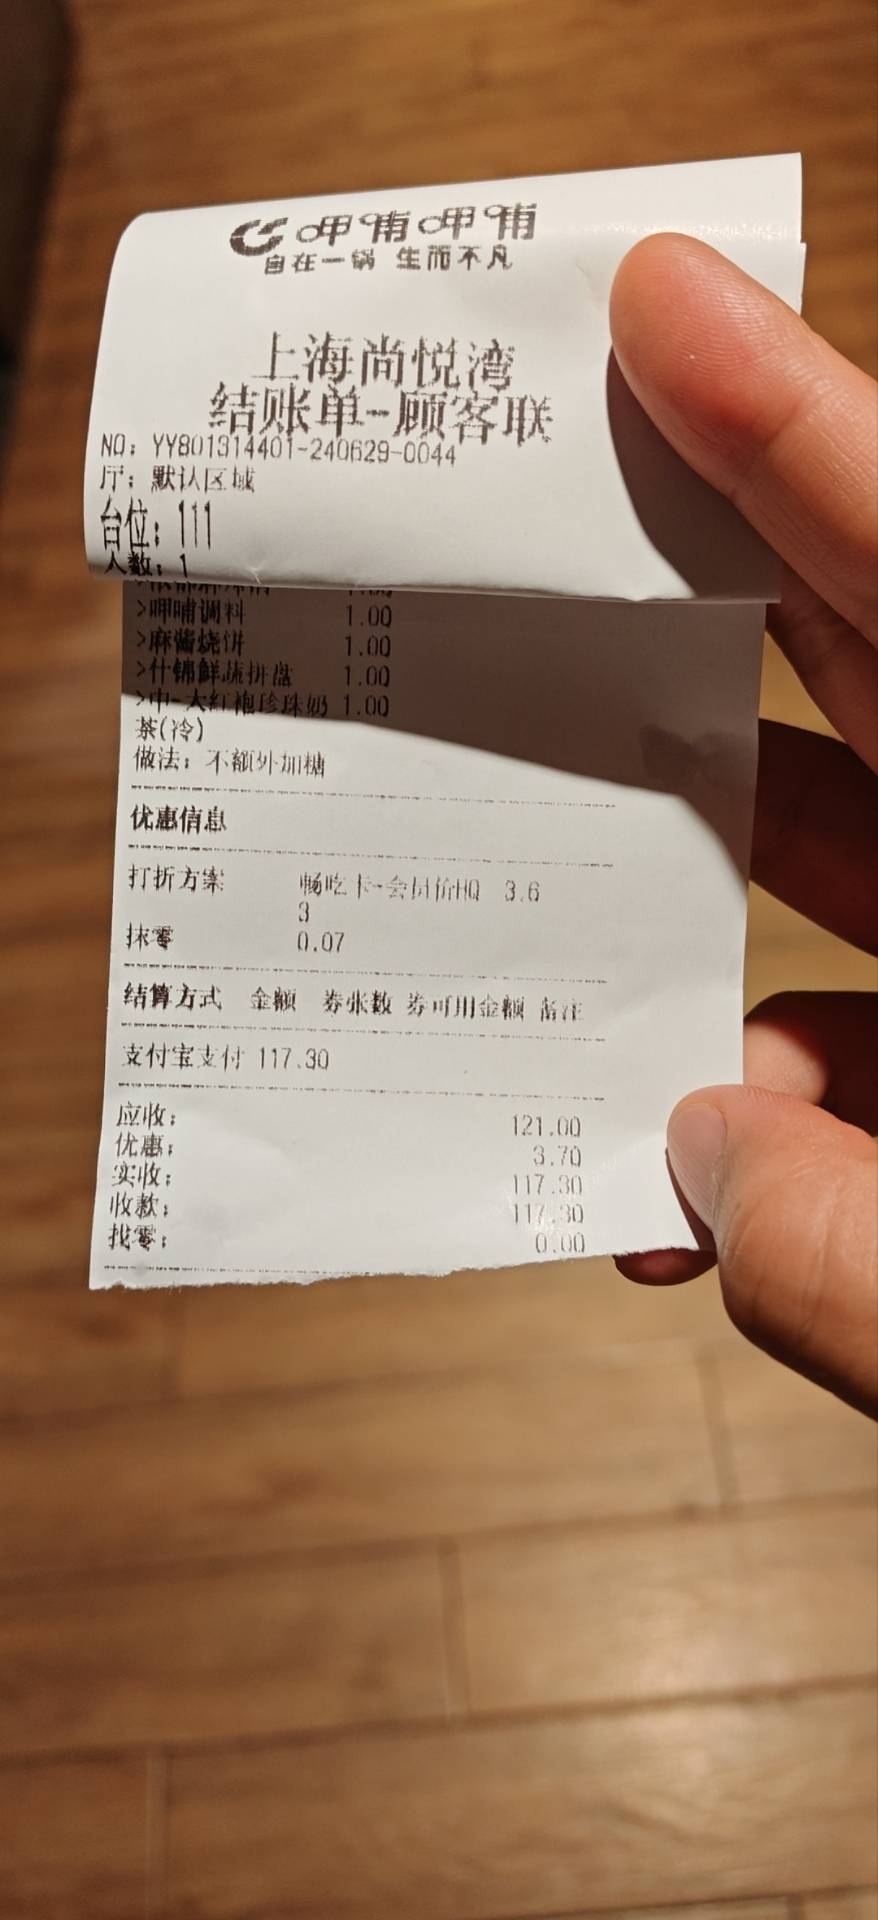 呷哺呷哺
自在一锅 生而不凡
上海尚悦湾
结账单-顾客联
NO: YY801314401-240629-0044
厅: 默认区域
台位: 111
人数: 1
>呷哺调料 1.00
>麻酱烧饼 1.00
>什锦鲜蔬拼盘 1.00
>中-大红袍珍珠奶 1.00
茶(冷)
做法: 不额外加糖
优惠信息
打折方案 畅吃卡-会员价HQ 3.6
3
抹零 0.07
结算方式 金额 券张数 券可用金额 备注
支付宝支付 117.30
应收: 121.00
优惠: 3.70
实收: 117.30
收款: 117.30
找零: 0.00